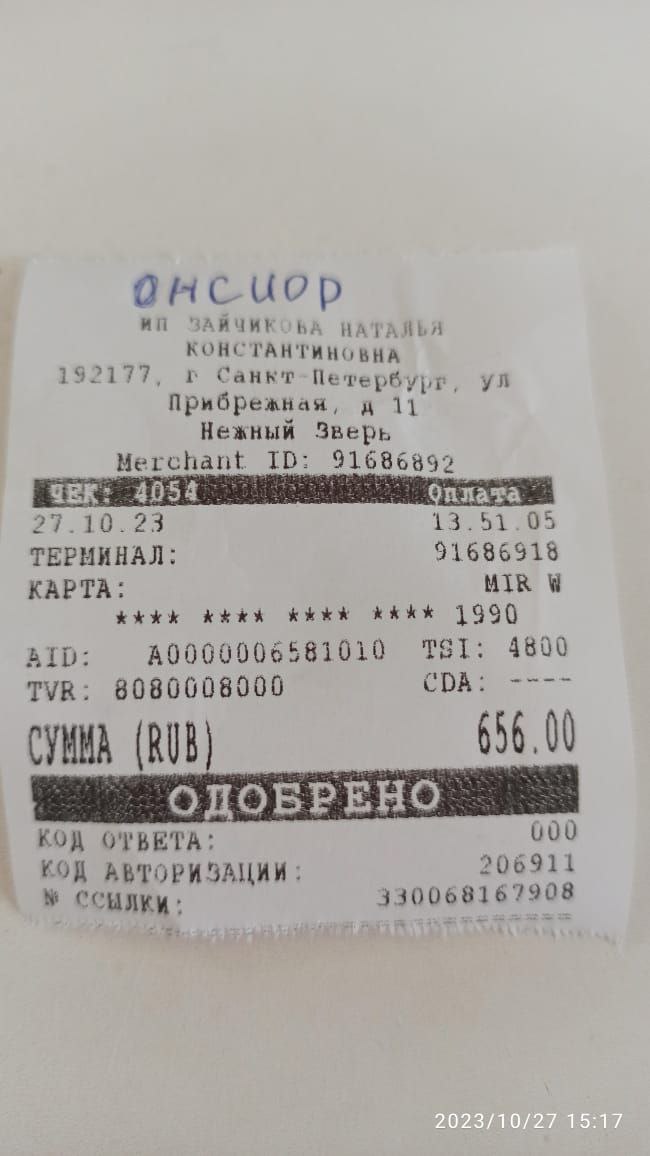 онсиор
ИП ЗАЙЧИКОВА НАТАЛЬЯ
КОНСТАНТИНОВНА
192177, г Санкт-Петербург, ул
Прибрежная, д 11
Нежный Зверь
Merchant ID: 91686892
ЧЕК: 4054 Оплата
27.10.23 13.51.05
ТЕРМИНАЛ: 91686918
КАРТА: MIR W
**** **** **** **** 1990
AID: A0000006581010 TSI: 4800
TVR: 8080008000 CDA: ----
СУММА (RUB) 656.00
ОДОБРЕНО
КОД ОТВЕТА: 000
КОД АВТОРИЗАЦИИ: 206911
№ ССЫЛКИ: 330068167908
2023/10/27 15:17